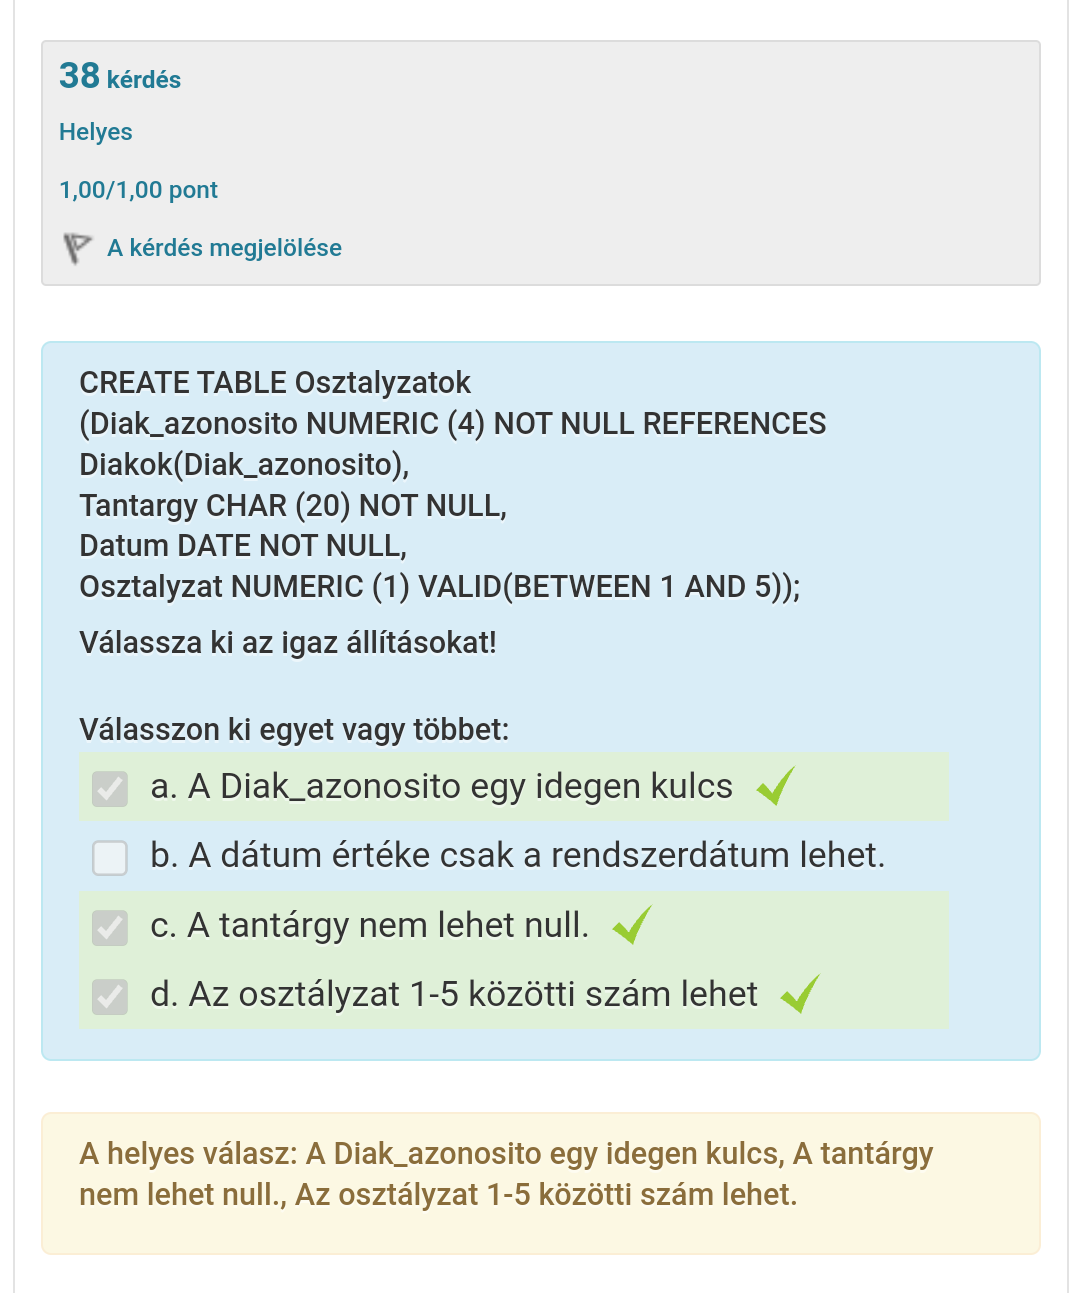 38 kérdés
Helyes
1,00/1,00 pont
A kérdés megjelölése
CREATE TABLE Osztalyzatok
(Diak_azonosito NUMERIC (4) NOT NULL REFERENCES
Diakok(Diak_azonosito),
Tantargy CHAR (20) NOT NULL,
Datum DATE NOT NULL,
Osztalyzat NUMERIC (1) VALID(BETWEEN 1 AND 5));
Válassza ki az igaz állításokat!
Válasszon ki egyet vagy többet:
a. A Diak_azonosito egy idegen kulcs
b. A dátum értéke csak a rendszerdátum lehet.
c. A tantárgy nem lehet null.
d. Az osztályzat 1-5 közötti szám lehet
A helyes válasz: A Diak_azonosito egy idegen kulcs, A tantárgy
nem lehet null., Az osztályzat 1-5 közötti szám lehet.